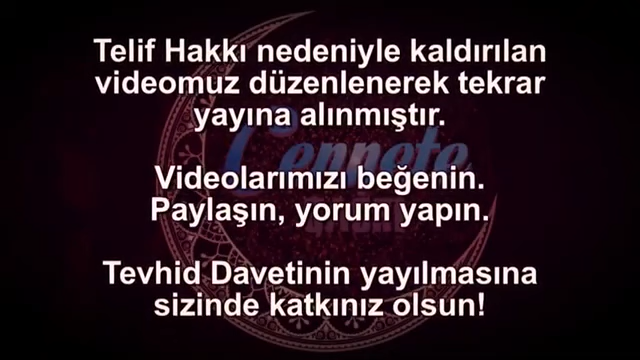 Telif Hakkı nedeniyle kaldırılan
videomuz düzenlenerek tekrar
yayına alınmıştır.
Cennete
Videolarımızı beğenin.
Paylaşın, yorum yapın.
Tevhid Davetinin yayılmasına
sizinde katkınız olsun!